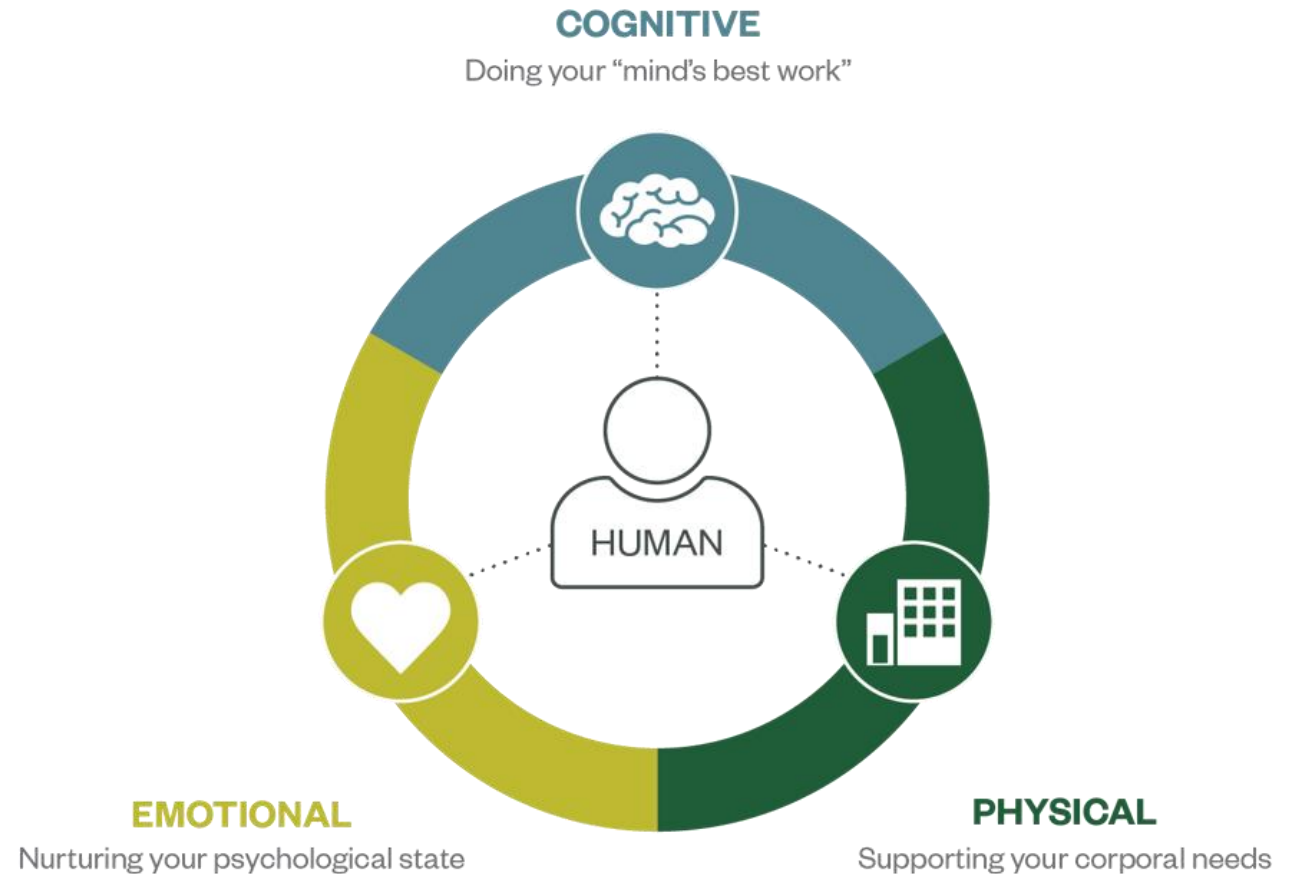 COGNITIVE
Doing your “mind’s best work”
HUMAN
EMOTIONAL
Nurturing your psychological state
PHYSICAL
Supporting your corporal needs